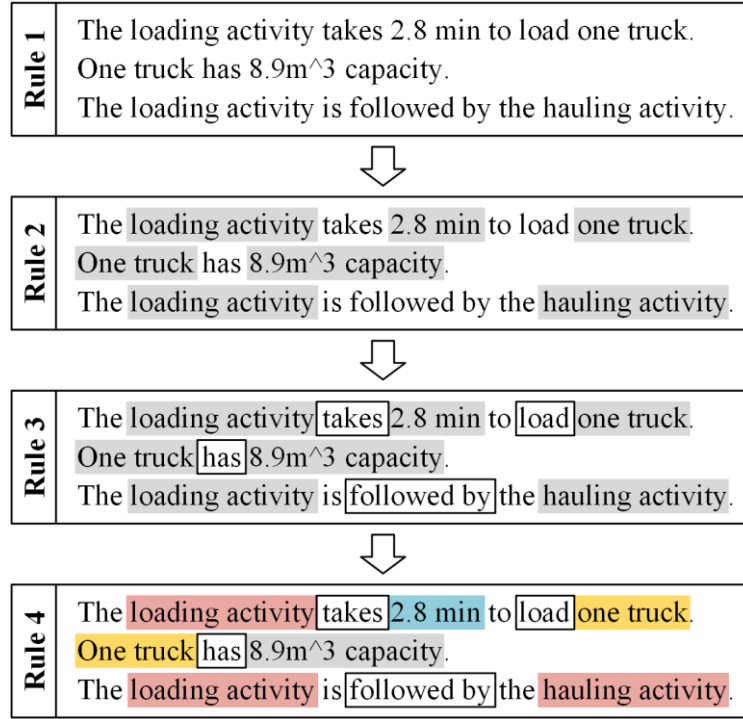 Rule 1
The loading activity takes 2.8 min to load one truck.
One truck has 8.9m^3 capacity.
The loading activity is followed by the hauling activity.
Rule 2
The loading activity takes 2.8 min to load one truck.
One truck has 8.9m^3 capacity.
The loading activity is followed by the hauling activity.
Rule 3
The loading activity takes 2.8 min to load one truck.
One truck has 8.9m^3 capacity.
The loading activity is followed by the hauling activity.
Rule 4
The loading activity takes 2.8 min to load one truck.
One truck has 8.9m^3 capacity.
The loading activity is followed by the hauling activity.